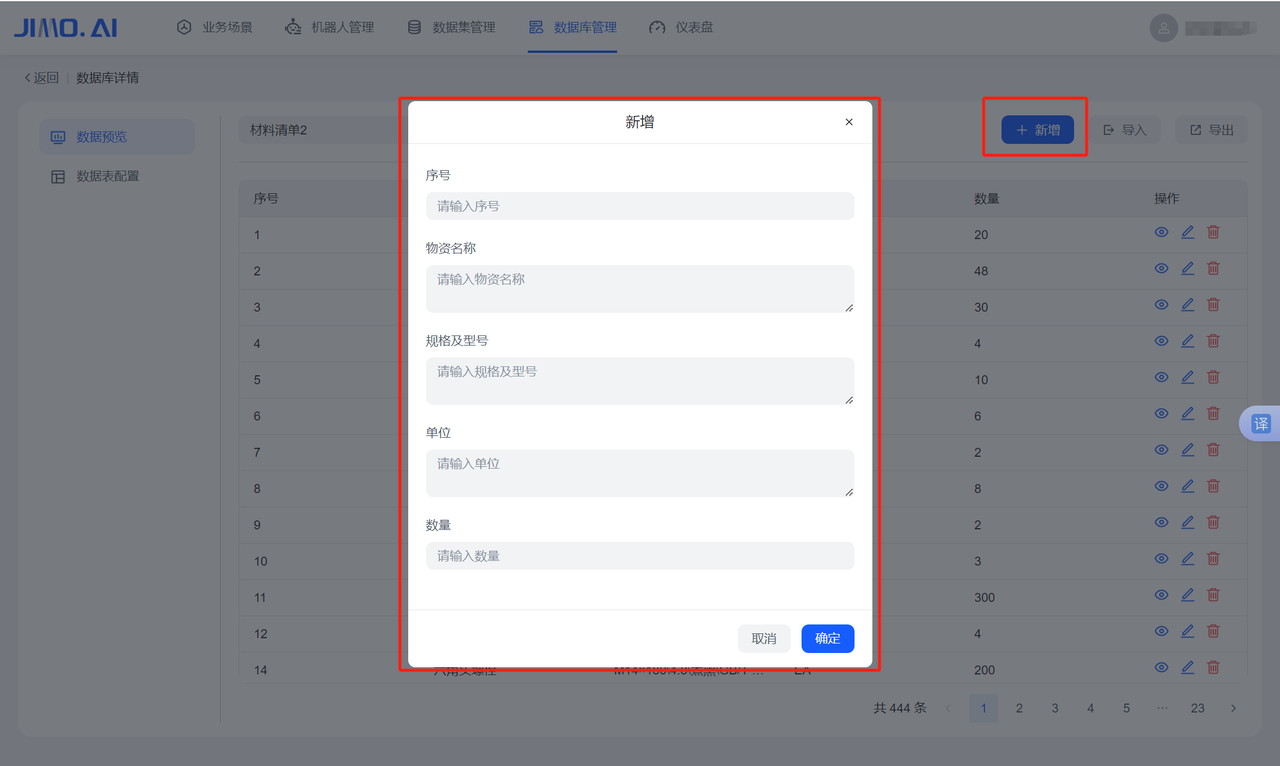 JIMO.AI 业务场景 机器人管理 数据集管理 数据库管理 仪表盘
返回 数据库详情
数据预览
数据表配置
材料清单2
新增 导入 导出
序号 数量 操作
1 20
2 48
3 30
4 4
5 10
6 6
7 2
8 8
9 2
10 3
11 300
12 4
14 200
共 444 条 1 2 3 4 5 ··· 23
新增
序号
请输入序号
物资名称
请输入物资名称
规格及型号
请输入规格及型号
单位
请输入单位
数量
请输入数量
取消 确定
译